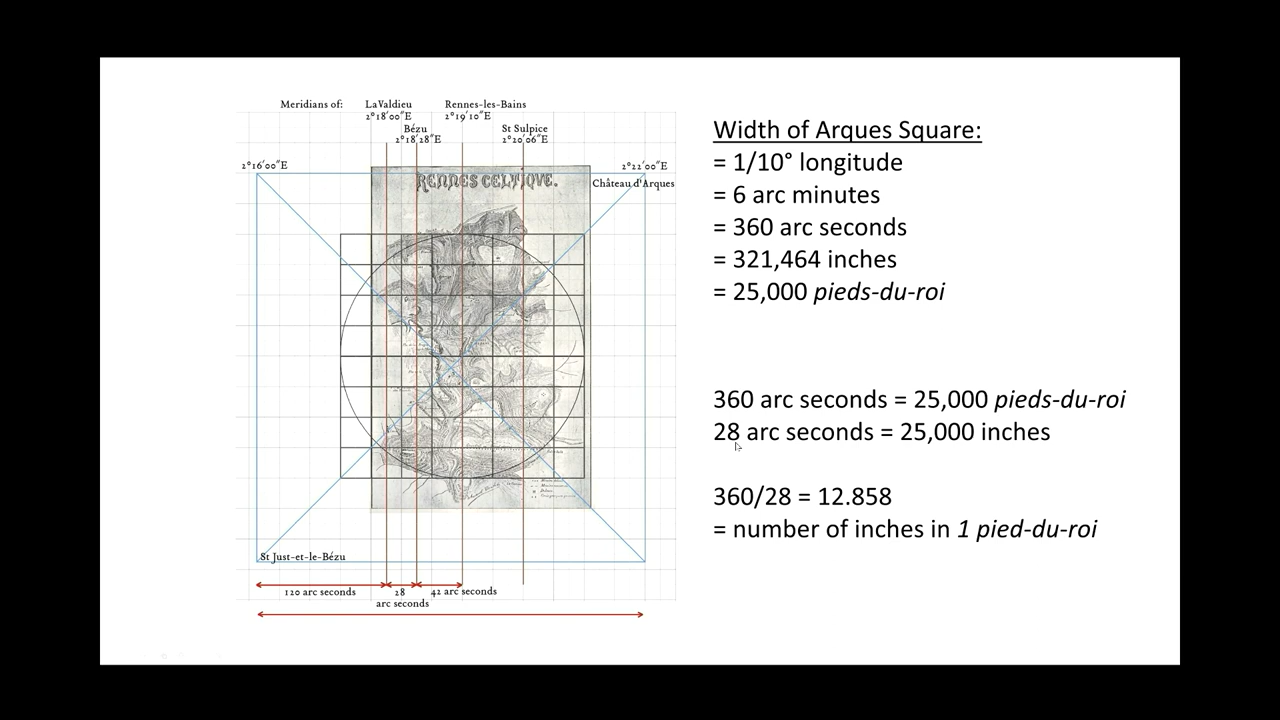 Meridians of:
La Valdieu
2°18'00"E
Rennes-les-Bains
2°19'10"E
Bézu
2°18'28"E
St Sulpice
2°20'06"E
2°16'00"E
2°22'00"E
Château d'Arques
RENNES CELTIQUE.
St Just-et-le-Bézu
120 arc seconds
28
arc seconds
42 arc seconds
Width of Arques Square:
= 1/10° longitude
= 6 arc minutes
= 360 arc seconds
= 321,464 inches
= 25,000 pieds-du-roi
360 arc seconds = 25,000 pieds-du-roi
28 arc seconds = 25,000 inches
360/28 = 12.858
= number of inches in 1 pied-du-roi